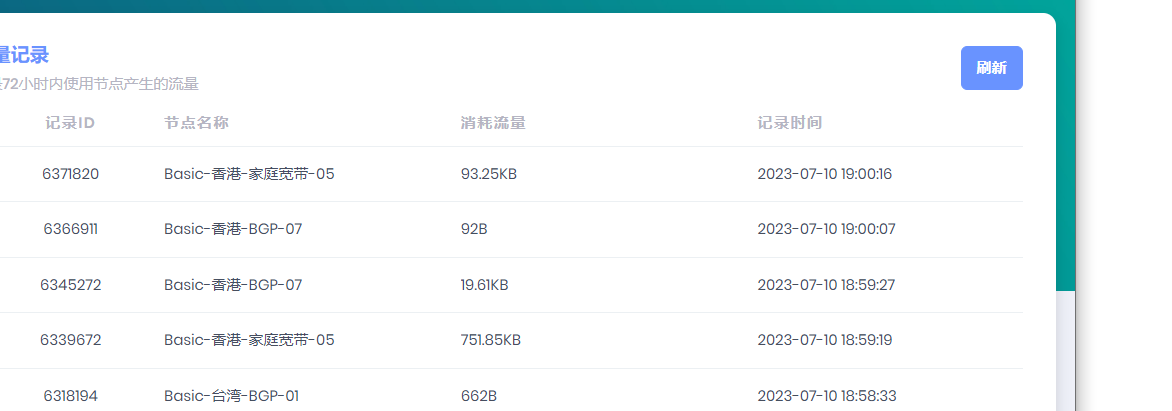 量记录
刷新
72小时内使用节点产生的流量
记录ID 节点名称 消耗流量 记录时间
6371820 Basic-香港-家庭宽带-05 93.25KB 2023-07-10 19:00:16
6366911 Basic-香港-BGP-07 92B 2023-07-10 19:00:07
6345272 Basic-香港-BGP-07 19.61KB 2023-07-10 18:59:27
6339672 Basic-香港-家庭宽带-05 751.85KB 2023-07-10 18:59:19
6318194 Basic-台湾-BGP-01 662B 2023-07-10 18:58:33